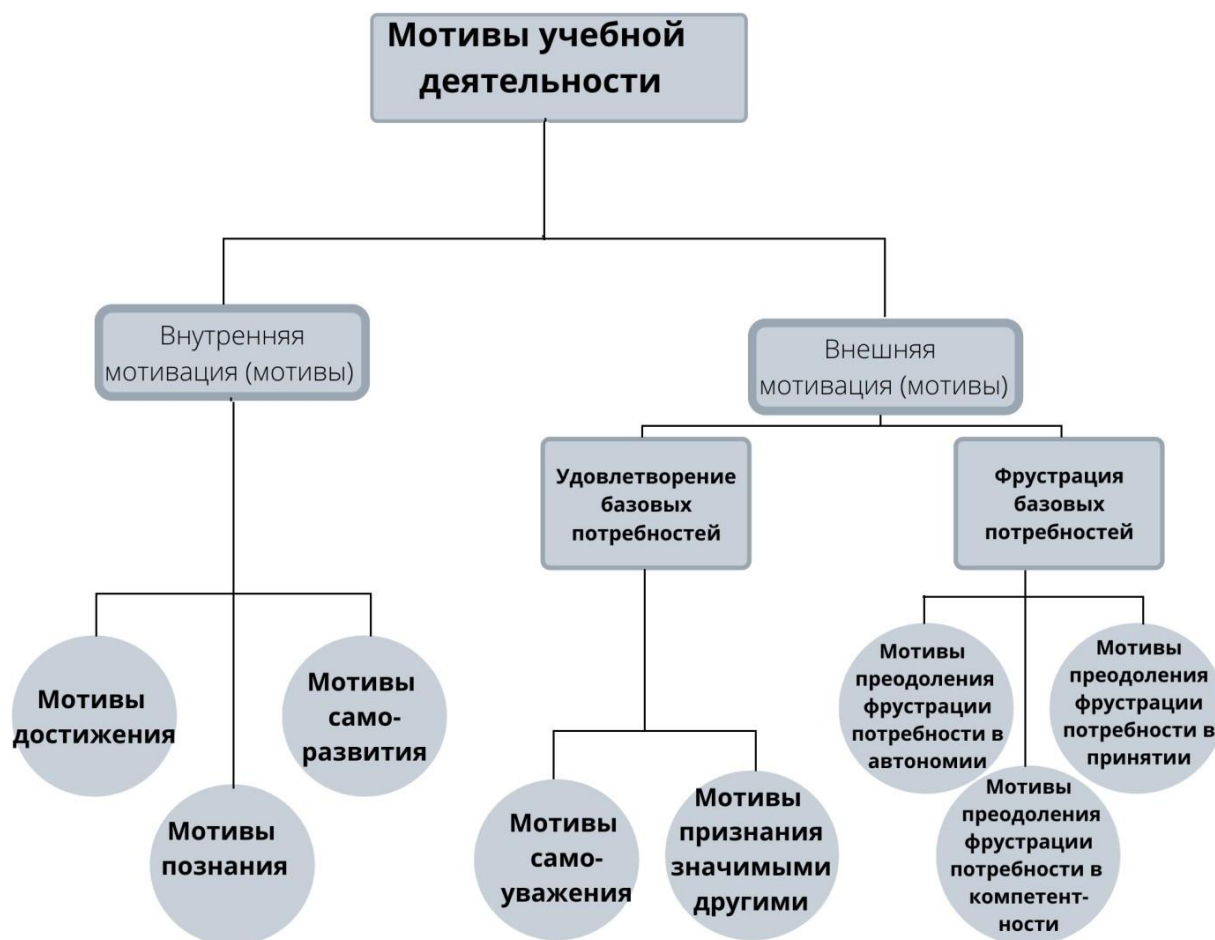 Мотивы учебной
деятельности
Внутренняя
мотивация (мотивы)
Внешняя
мотивация (мотивы)
Удовлетворение
базовых
потребностей
Фрустрация
базовых
потребностей
Мотивы
достижения
Мотивы
познания
Мотивы
само-
развития
Мотивы
само-
уважения
Мотивы
признания
значимыми
другими
Мотивы
преодоления
фрустрации
потребности в
автономии
Мотивы
преодоления
фрустрации
потребности в
компетент-
ности
Мотивы
преодоления
фрустрации
потребности в
принятии